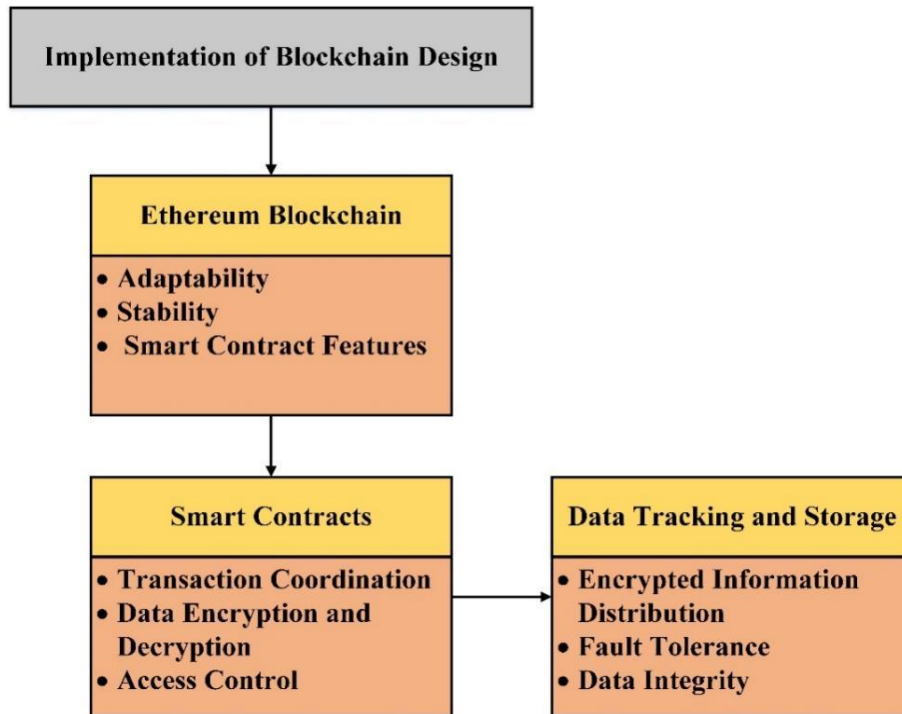 Implementation of Blockchain Design
Ethereum Blockchain
• Adaptability
• Stability
• Smart Contract Features
Smart Contracts
• Transaction Coordination
• Data Encryption and
Decryption
• Access Control
Data Tracking and Storage
• Encrypted Information
Distribution
• Fault Tolerance
• Data Integrity